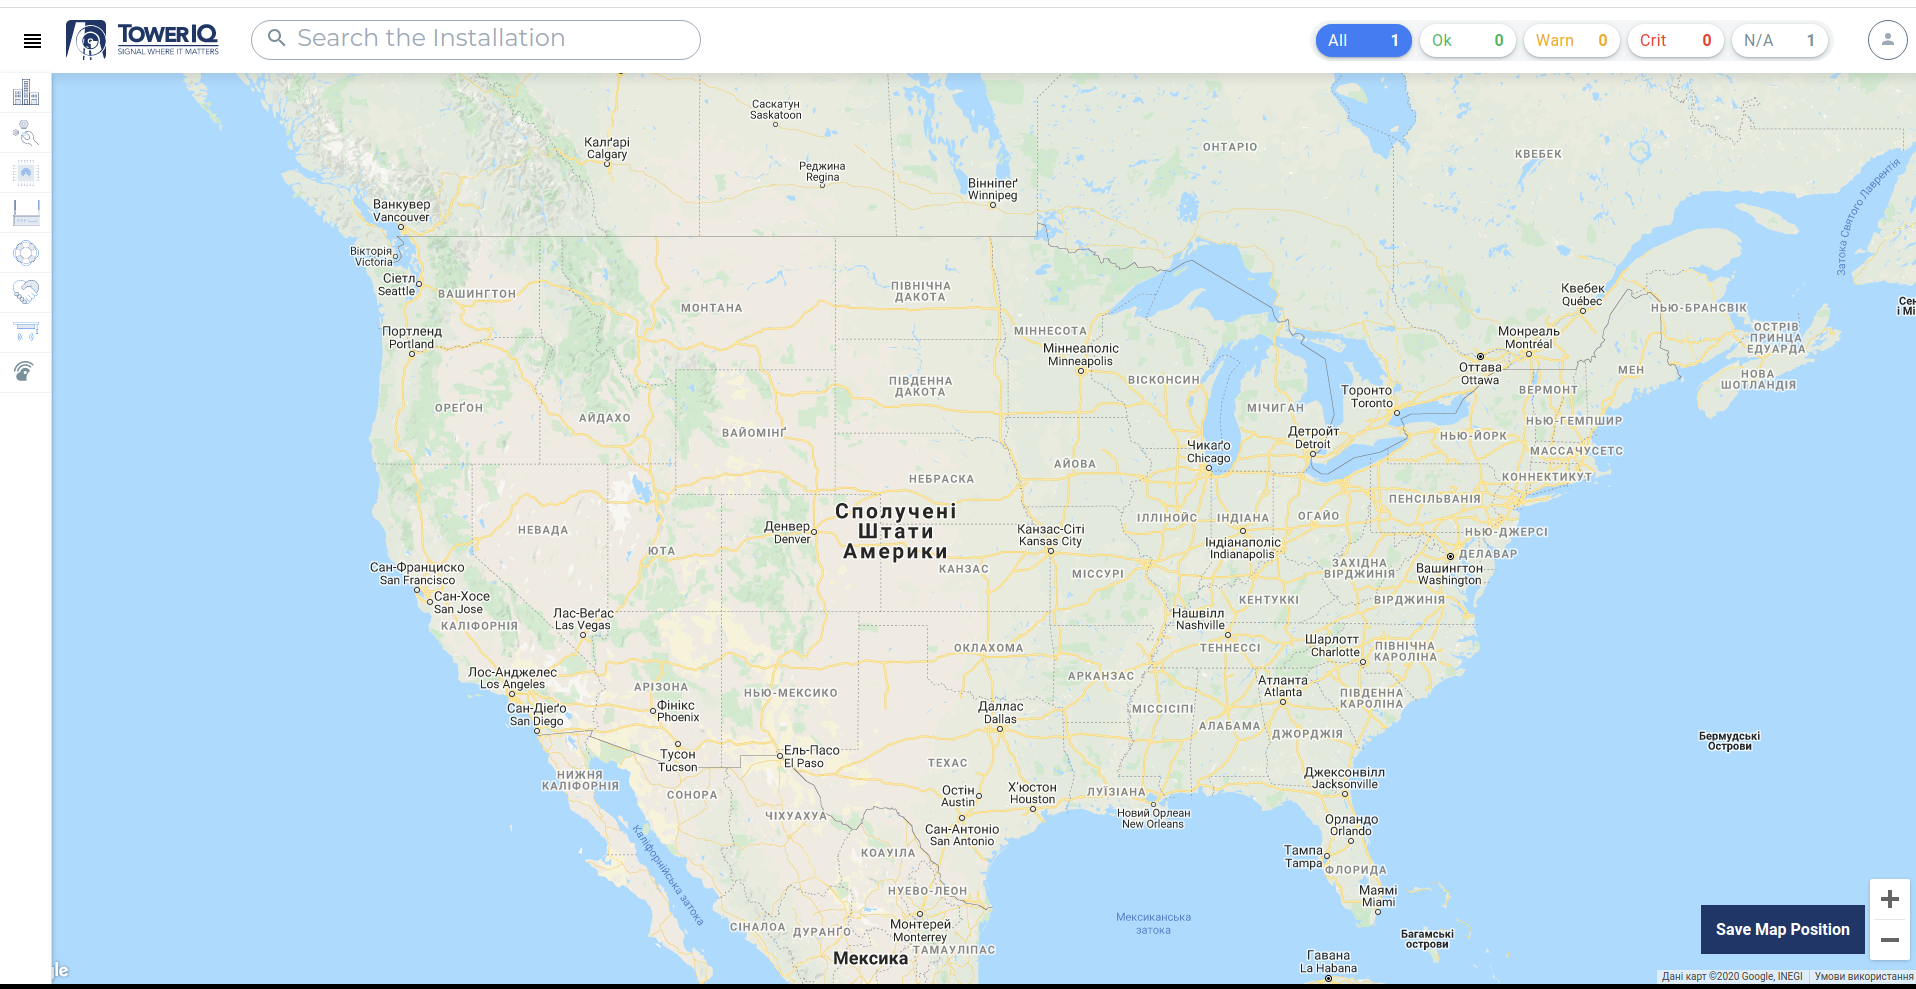 TOWERIQ
SIGNAL WHERE IT MATTERS
Search the Installation
All 1
Ok 0
Warn 0
Crit 0
N/A 1
Саскатун
Saskatoon
Калґарі
Calgary
Реджина
Regina
Вінніпеґ
Winnipeg
ОНТАРІО
КВЕБЕК
Затока Святого Лаврентія
Ванкувер
Vancouver
Вікторія
Victoria
Сіетл
Seattle
ВАШИНГТОН
МОНТАНА
ПІВНІЧНА
ДАКОТА
МІННЕСОТА
Міннеаполіс
Minneapolis
Квебек
Québec
НЬЮ-БРАНСВІК
ОСТРІВ
ПРИНЦА
ЕДУАРДА
НОВА
ШОТЛАНДІЯ
Портленд
Portland
Монреаль
Montréal
Оттава
Ottawa
МЕН
ВЕРМОНТ
Торонто
Toronto
ПІВДЕННА
ДАКОТА
ВІСКОНСИН
МІЧИГАН
ОРЕҐОН
АЙДАХО
ВАЙОМІНҐ
Детройт
Detroit
НЬЮ-ГЕМПШИР
НЬЮ-ЙОРК
МАССАЧУСЕТС
Чикаґо
Chicago
АЙОВА
НЕБРАСКА
КОННЕКТИКУТ
ПЕНСІЛЬВАНІЯ
Сполучені
Штати
Америки
НЕВАДА
ЮТА
Денвер
Denver
Канзас-Сіті
Kansas City
ІЛЛІНОЙС
ІНДІАНА
ОГАЙО
НЬЮ-ДЖЕРСІ
Індіанаполіс
Indianapolis
ДЕЛАВАР
Вашингтон
Washington
ЗАХІДНА
ВІРДЖИНІЯ
КАНЗАС
МІССУРІ
Сан-Франциско
San Francisco
Сан-Хосе
San Jose
КАЛІФОРНІЯ
Лас-Веґас
Las Vegas
КЕНТУККІ
ВІРДЖИНІЯ
Нашвілл
Nashville
ОКЛАХОМА
ТЕННЕССІ
Шарлотт
Charlotte
ПІВНІЧНА
КАРОЛІНА
Лос-Анджелес
Los Angeles
АРІЗОНА
НЬЮ-МЕКСИКО
АРКАНЗАС
Атланта
Atlanta
ПІВДЕННА
КАРОЛІНА
Сан-Дієґо
San Diego
Фінікс
Phoenix
Даллас
Dallas
МІССІСІПІ
АЛАБАМА
ДЖОРДЖІЯ
Бермудські
Острови
Тусон
Tucson
Ель-Пасо
El Paso
ТЕХАС
НИЖНЯ
КАЛІФОРНІЯ
СОНОРА
ЧІХУАХУА
Остін
Austin
Х’юстон
Houston
ЛУЇЗІАНА
Джексонвілл
Jacksonville
Новий Орлеан
New Orleans
Сан-Антоніо
San Antonio
Орландо
Orlando
Каліфорнійська затока
КОАУІЛА
Тампа
Tampa
ФЛОРИДА
НУЕВО-ЛЕОН
Маямі
Miami
Мексиканська
затока
СІНАЛОА
ДУРАНҐО
Монтерей
Monterrey
ТАМАУЛІПАС
Мексика
Багамські
острови
Гавана
La Habana
Save Map Position
Дані карт ©2020 Google, INEGI
Умови використання